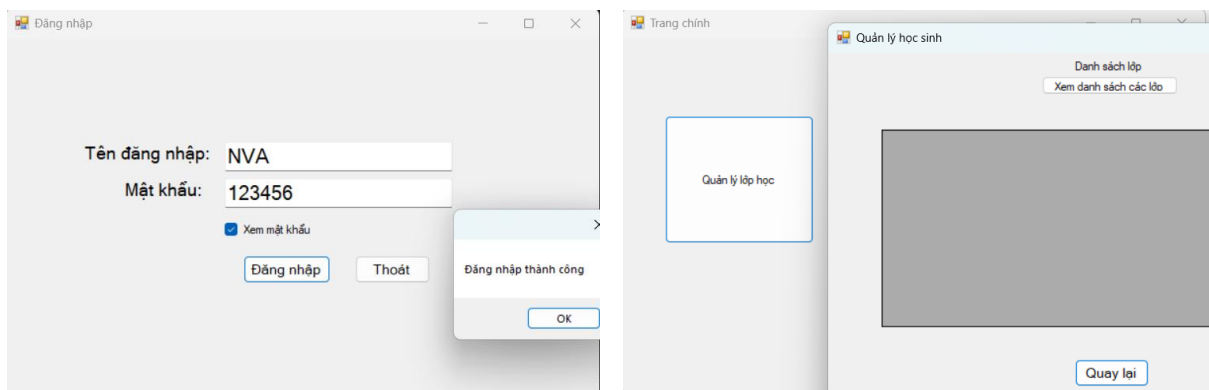 Đăng nhập
Tên đăng nhập:
NVA
Mật khẩu:
123456
Xem mật khẩu
Đăng nhập
Thoát
Đăng nhập thành công
OK
Trang chính
Quản lý lớp học
Quản lý học sinh
Danh sách lớp
Xem danh sách các lớp
Quay lại